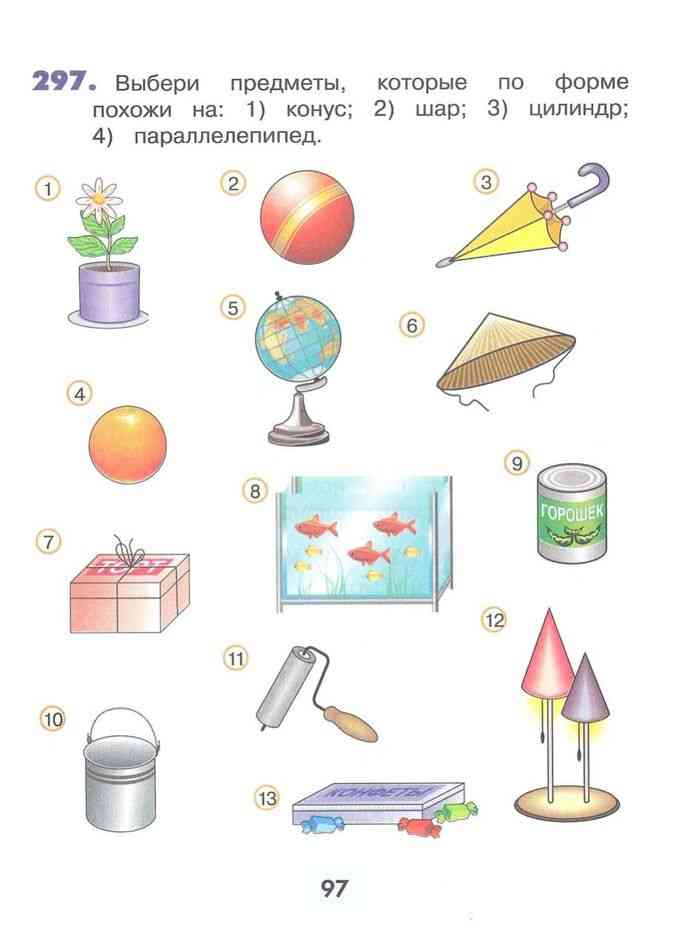 297. Выбери предметы, которые по форме
похожи на: 1) конус; 2) шар; 3) цилиндр;
4) параллелепипед.
1
2
3
5
6
4
9
8
ГОРОШЕК
7
ТОРТ
12
11
10
13
КОНФЕТЫ
97